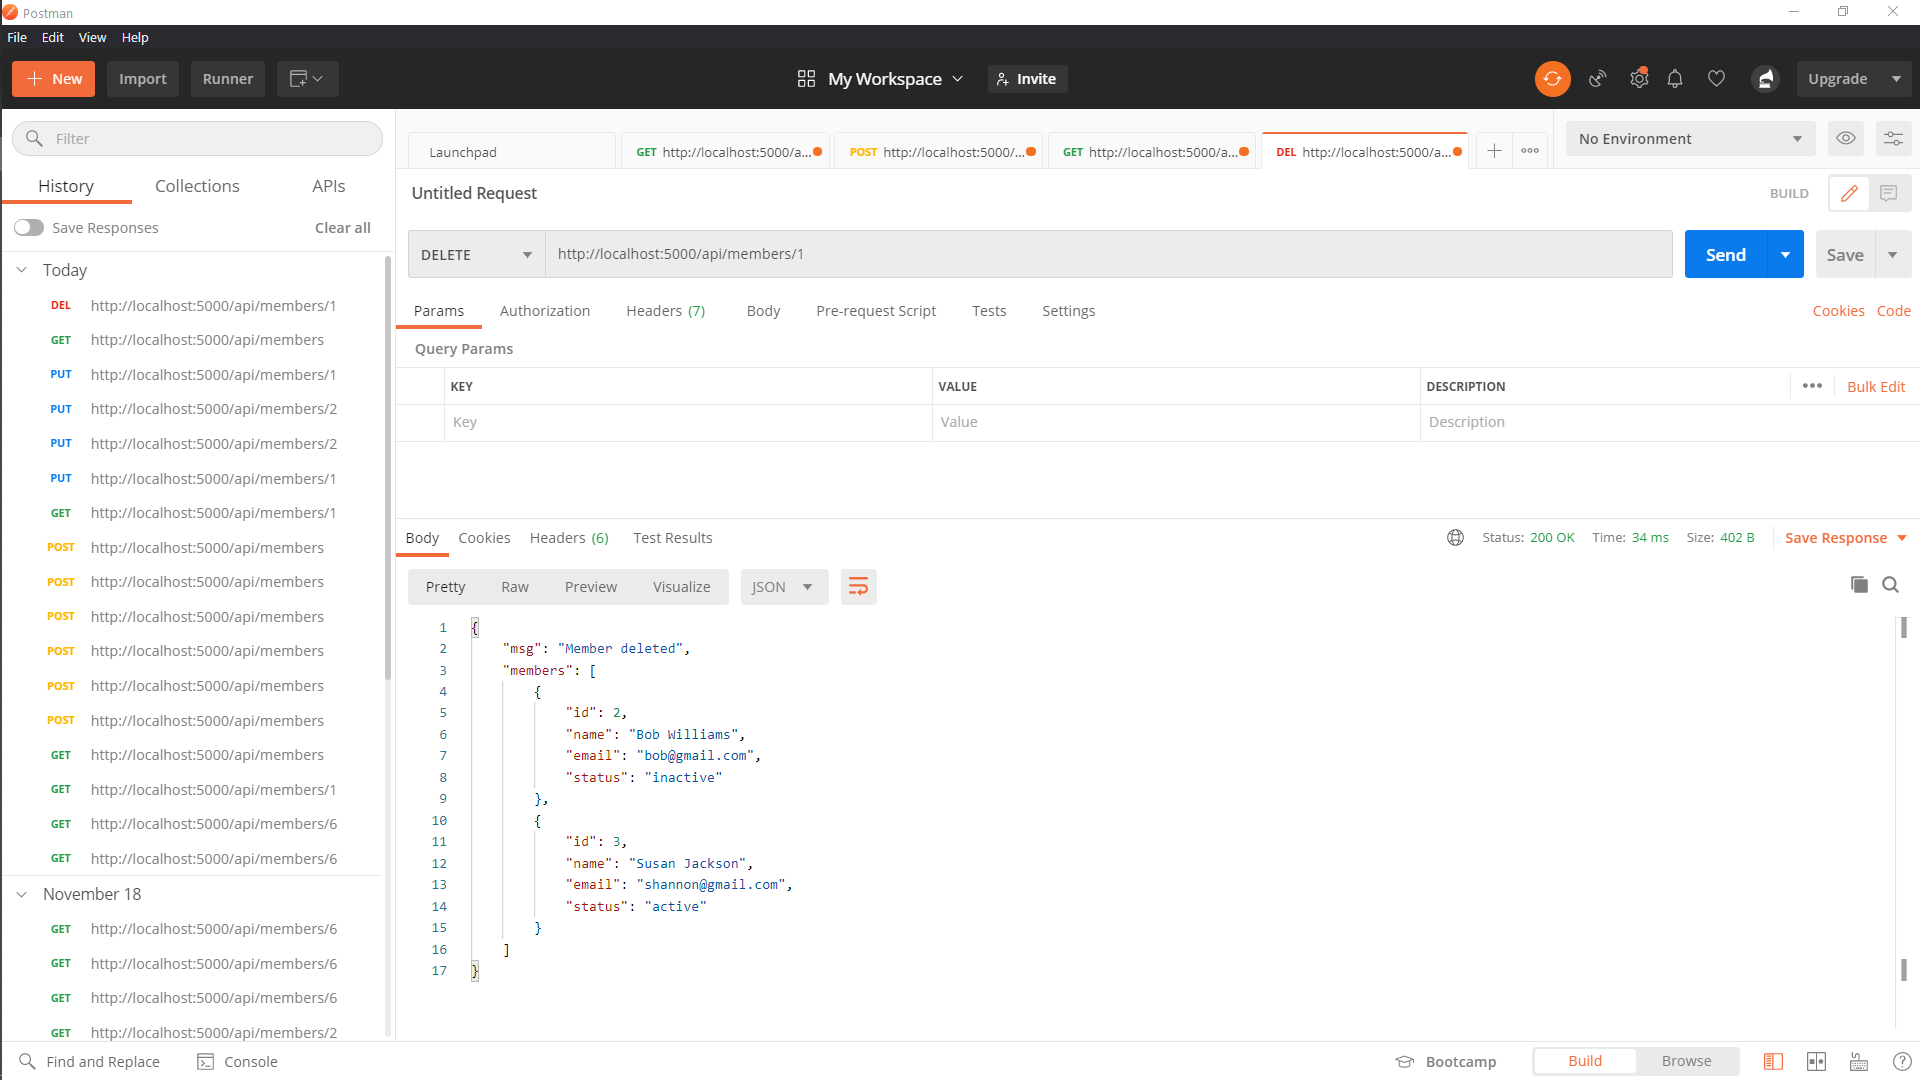 Postman
File Edit View Help
New Import Runner My Workspace Invite Upgrade
Filter
History Collections APIs
Save Responses Clear all
Today
DEL http://localhost:5000/api/members/1
GET http://localhost:5000/api/members
PUT http://localhost:5000/api/members/1
PUT http://localhost:5000/api/members/2
PUT http://localhost:5000/api/members/2
PUT http://localhost:5000/api/members/1
GET http://localhost:5000/api/members/1
POST http://localhost:5000/api/members
POST http://localhost:5000/api/members
POST http://localhost:5000/api/members
POST http://localhost:5000/api/members
POST http://localhost:5000/api/members
POST http://localhost:5000/api/members
GET http://localhost:5000/api/members
GET http://localhost:5000/api/members/1
GET http://localhost:5000/api/members/6
GET http://localhost:5000/api/members/6
November 18
GET http://localhost:5000/api/members/6
GET http://localhost:5000/api/members/6
GET http://localhost:5000/api/members/6
GET http://localhost:5000/api/members/2
Launchpad GET http://localhost:5000/a... POST http://localhost:5000/... GET http://localhost:5000/a... DEL http://localhost:5000/a... No Environment
Untitled Request BUILD
DELETE http://localhost:5000/api/members/1 Send Save
Params Authorization Headers (7) Body Pre-request Script Tests Settings Cookies Code
Query Params
KEY VALUE DESCRIPTION Bulk Edit
Key Value Description
Body Cookies Headers (6) Test Results Status: 200 OK Time: 34 ms Size: 402 B Save Response
Pretty Raw Preview Visualize JSON
1 {
2 "msg": "Member deleted",
3 "members": [
4 {
5 "id": 2,
6 "name": "Bob Williams",
7 "email": "bob@gmail.com",
8 "status": "inactive"
9 },
10 {
11 "id": 3,
12 "name": "Susan Jackson",
13 "email": "shannon@gmail.com",
14 "status": "active"
15 }
16 ]
17 }
Find and Replace Console Bootcamp Build Browse